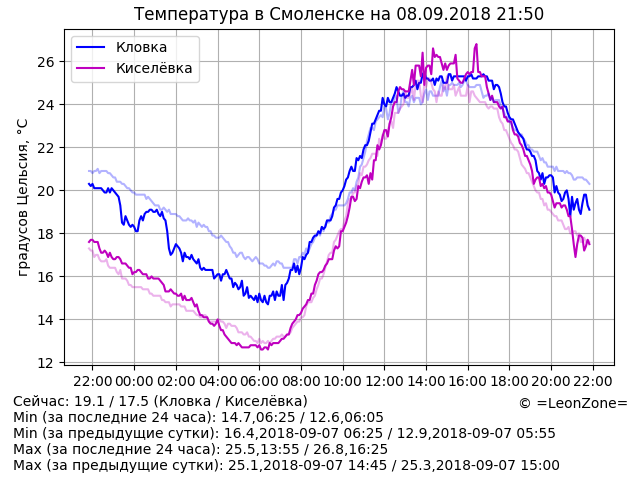 Температура в Смоленске на 08.09.2018 21:50
Кловка
Киселёвка
градусов Цельсия, °C
26
24
22
20
18
16
14
12
22:00 00:00 02:00 04:00 06:00 08:00 10:00 12:00 14:00 16:00 18:00 20:00 22:00
Сейчас: 19.1 / 17.5 (Кловка / Киселёвка)
© =LeonZone=
Min (за последние 24 часа): 14.7,06:25 / 12.6,06:05
Min (за предыдущие сутки): 16.4,2018-09-07 06:25 / 12.9,2018-09-07 05:55
Max (за последние 24 часа): 25.5,13:55 / 26.8,16:25
Max (за предыдущие сутки): 25.1,2018-09-07 14:45 / 25.3,2018-09-07 15:00